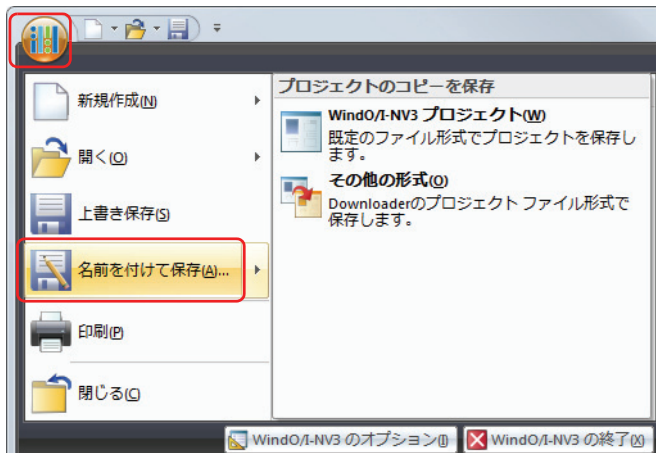 新規作成(N)
開く(O)
上書き保存(S)
名前を付けて保存(A)...
印刷(P)
閉じる(C)
プロジェクトのコピーを保存
WindO/I-NV3 プロジェクト(W)
既定のファイル形式でプロジェクトを保存し
ます。
その他の形式(O)
Downloaderのプロジェクト ファイル形式で
保存します。
WindO/I-NV3 のオプション(I)
WindO/I-NV3 の終了(X)